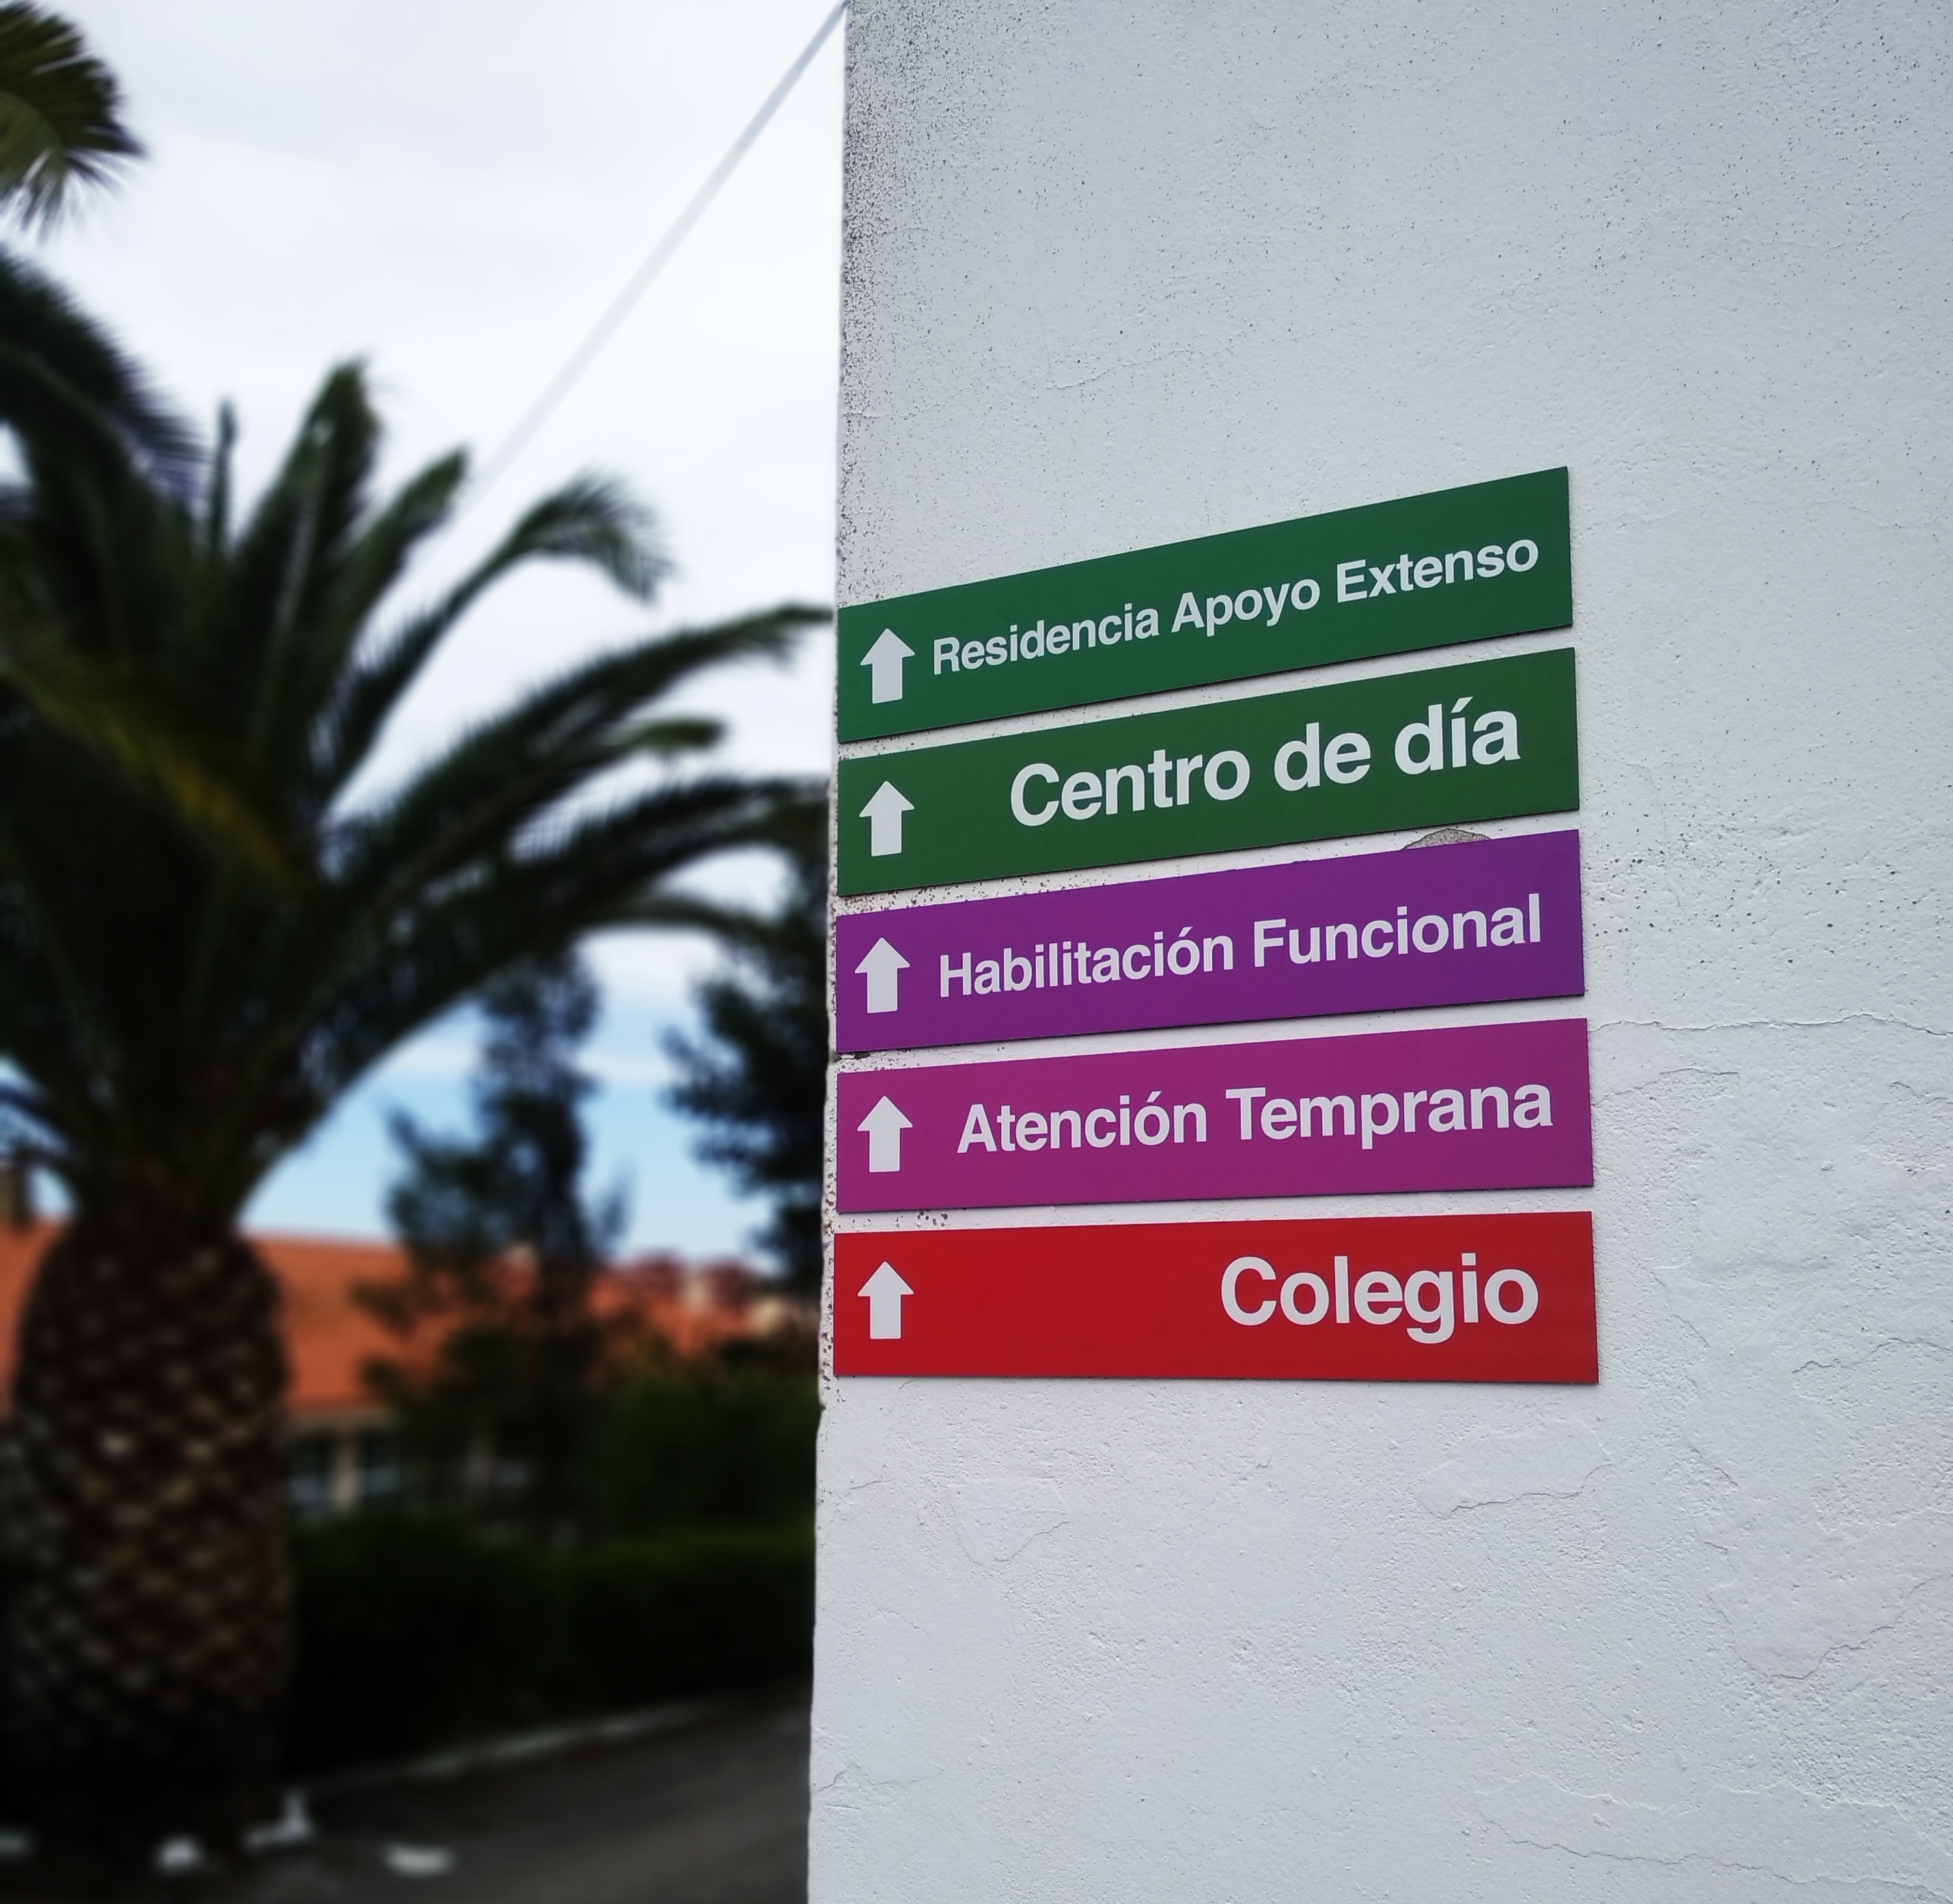 Residencia Apoyo Extenso
Centro de día
Habilitación Funcional
Atención Temprana
Colegio